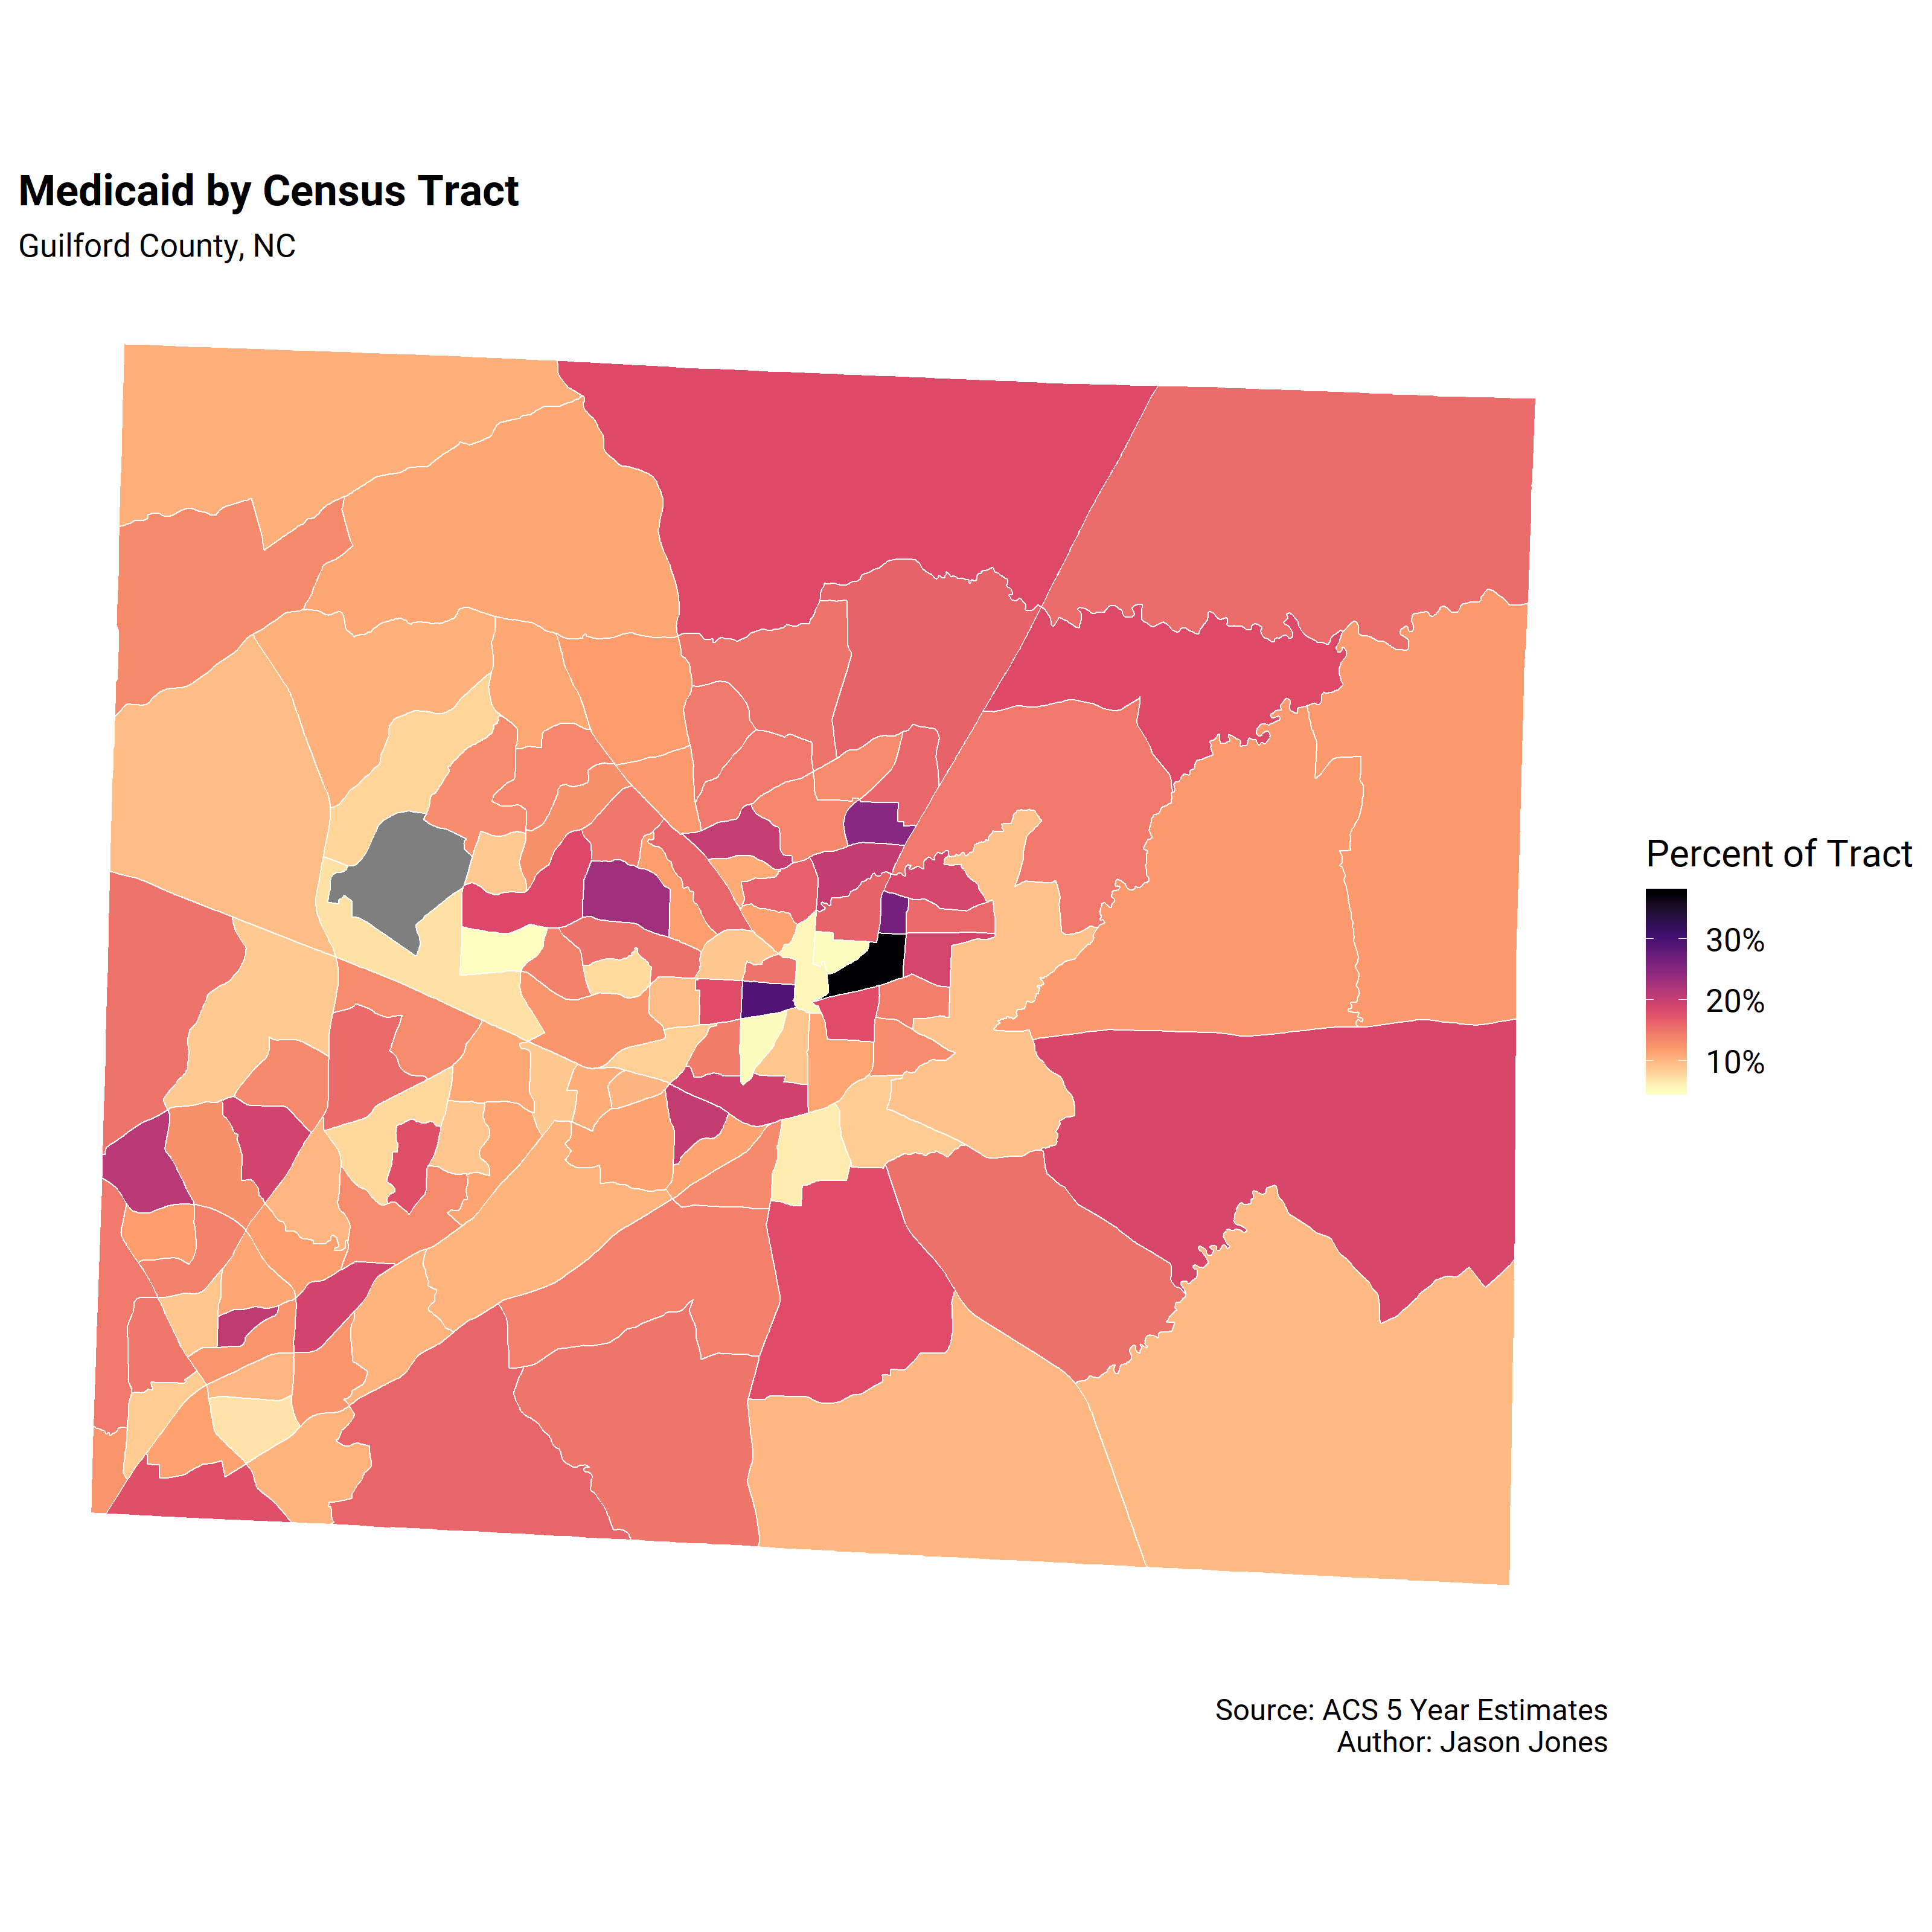 Medicaid by Census Tract
Guilford County, NC
Percent of Tract
30%
20%
10%
Source: ACS 5 Year Estimates
Author: Jason Jones